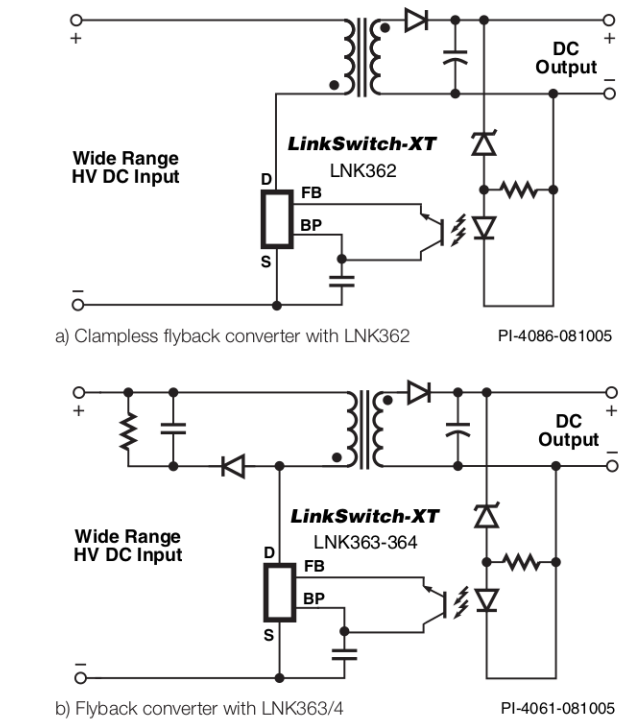 +
+
DC
Output
−
LinkSwitch-XT
LNK362
Wide Range
HV DC Input
D
FB
BP
S
−
a) Clampless flyback converter with LNK362
PI-4086-081005
+
+
DC
Output
−
LinkSwitch-XT
LNK363-364
Wide Range
HV DC Input
D
FB
BP
S
−
b) Flyback converter with LNK363/4
PI-4061-081005